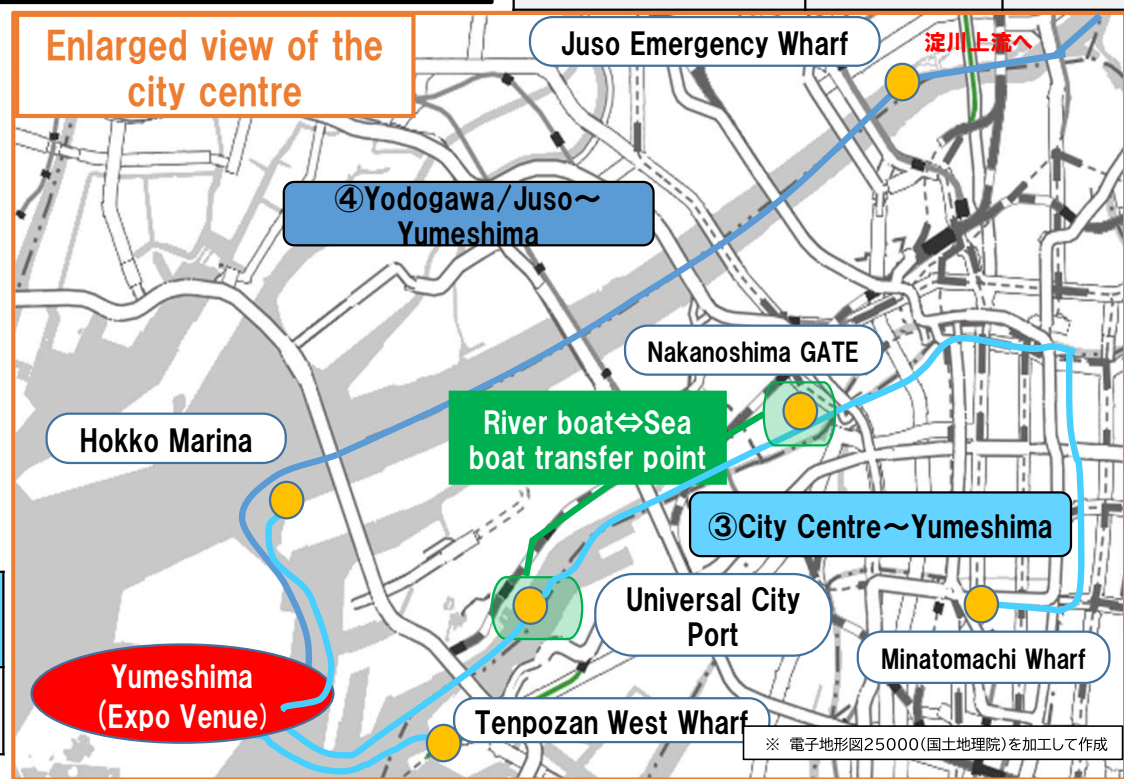 Enlarged view of the
city centre
Juso Emergency Wharf
淀川上流へ
④Yodogawa/Juso～
Yumeshima
Nakanoshima GATE
River boat⇔Sea
boat transfer point
Hokko Marina
③City Centre～Yumeshima
Universal City
Port
Minatomachi Wharf
Yumeshima
(Expo Venue)
Tenpozan West Wharf
※ 電子地形図25000(国土地理院)を加工して作成